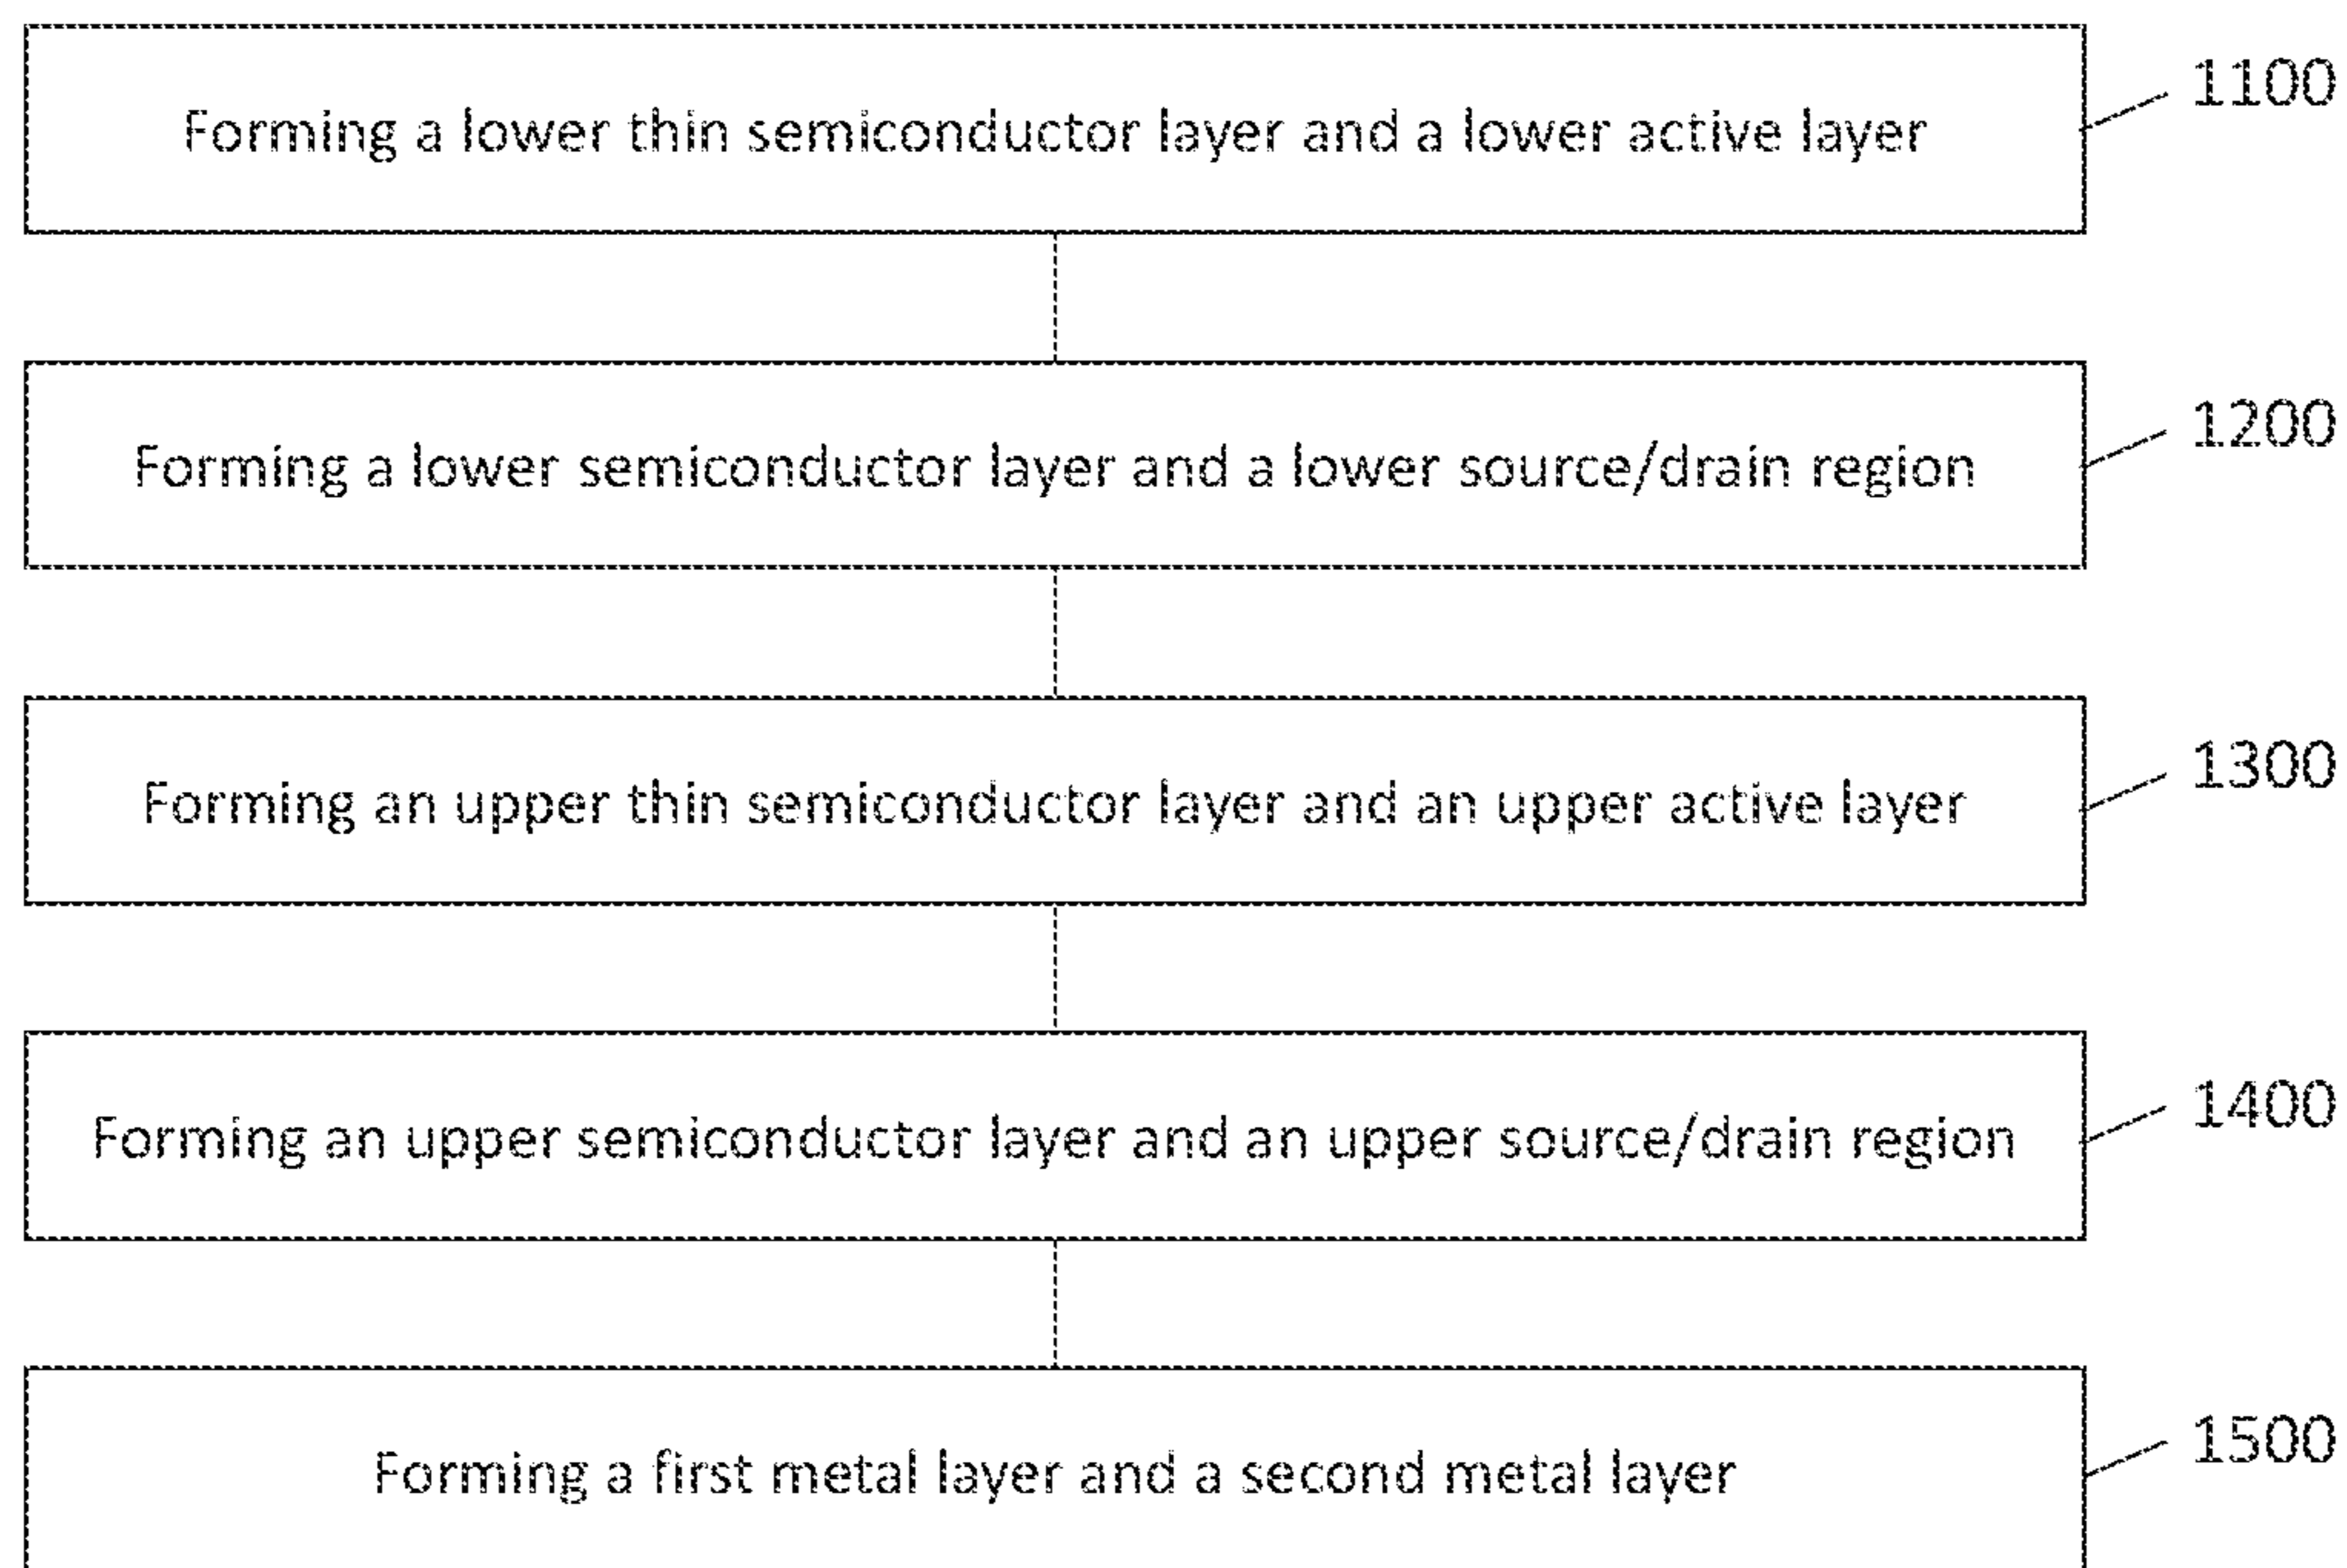 Forming a lower thin semiconductor layer and a lower active layer
1100
Forming a lower semiconductor layer and a lower source/drain region
1200
Forming an upper thin semiconductor layer and an upper active layer
1300
Forming an upper semiconductor layer and an upper source/drain region
1400
Forming a first metal layer and a second metal layer
1500